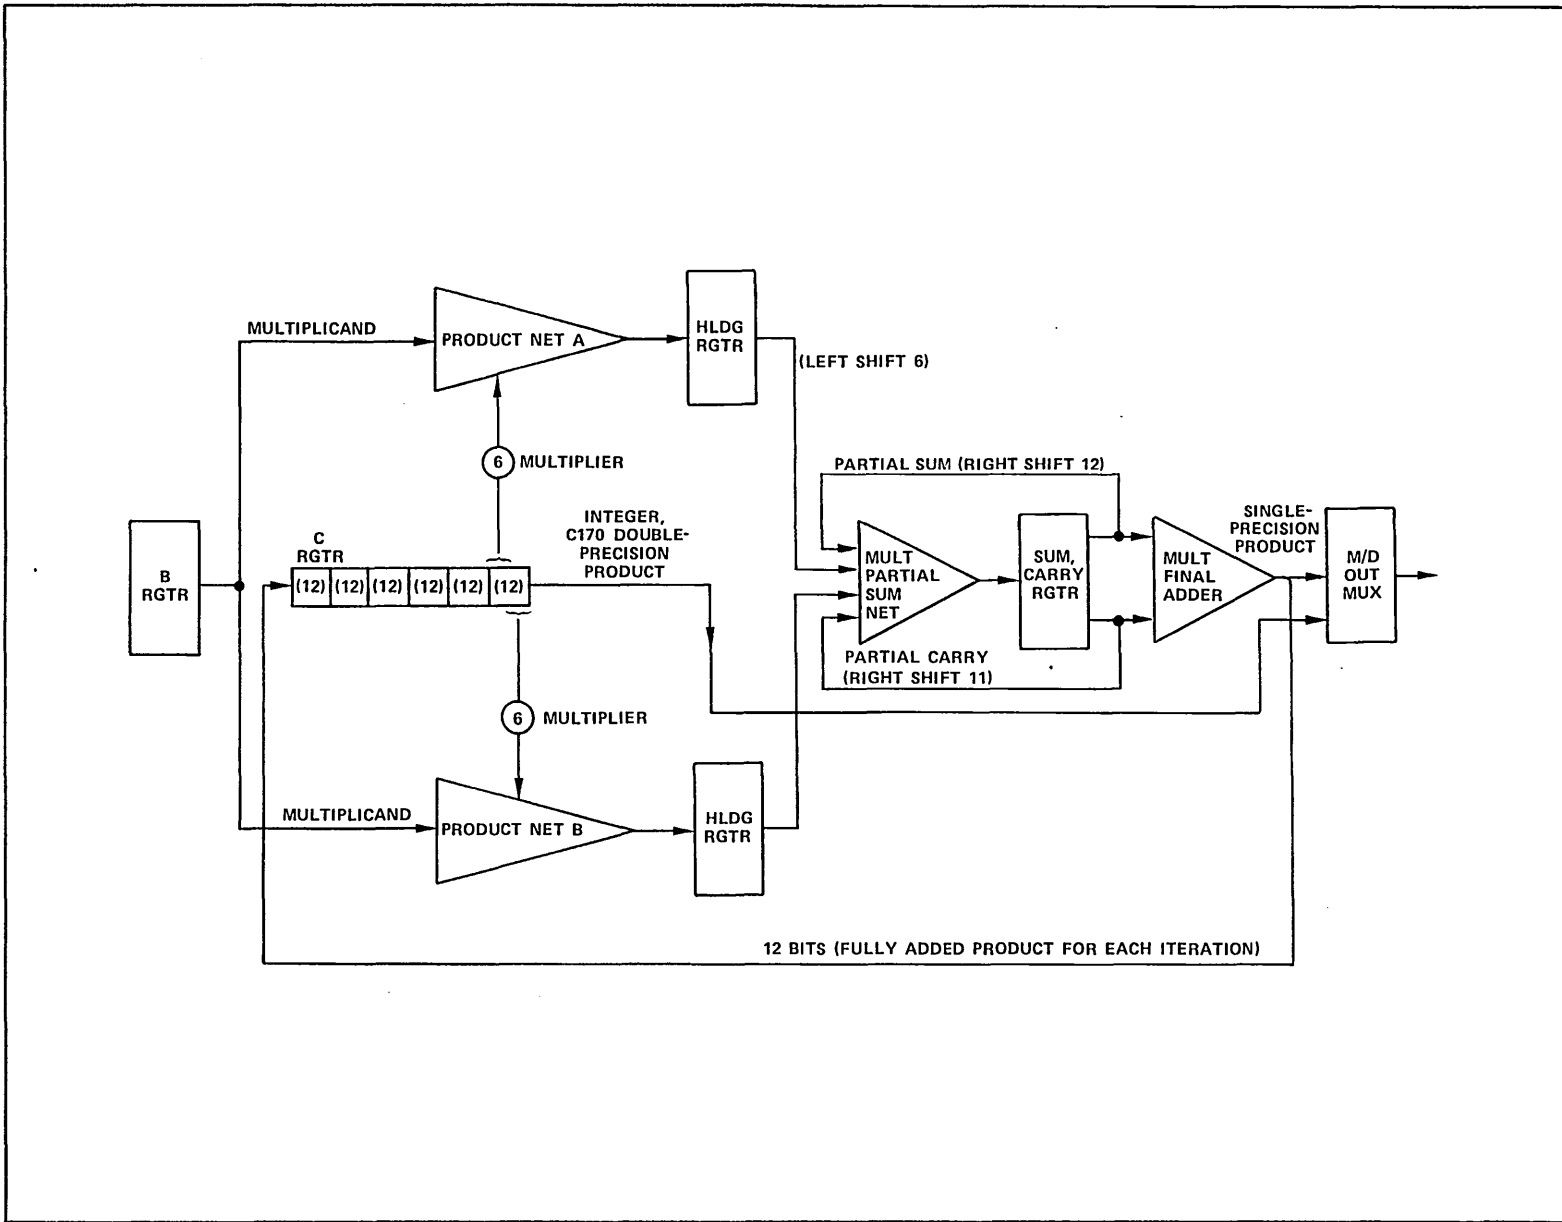 MULTIPLICAND
PRODUCT NET A
HLDG
RGTR
(LEFT SHIFT 6)
6 MULTIPLIER
PARTIAL SUM (RIGHT SHIFT 12)
B
RGTR
C
RGTR
(12) (12) (12) (12) (12) (12)
INTEGER,
C170 DOUBLE-
PRECISION
PRODUCT
MULT
PARTIAL
SUM
NET
SUM,
CARRY
RGTR
MULT
FINAL
ADDER
SINGLE-
PRECISION
PRODUCT
M/D
OUT
MUX
PARTIAL CARRY
(RIGHT SHIFT 11)
6 MULTIPLIER
MULTIPLICAND
PRODUCT NET B
HLDG
RGTR
12 BITS (FULLY ADDED PRODUCT FOR EACH ITERATION)